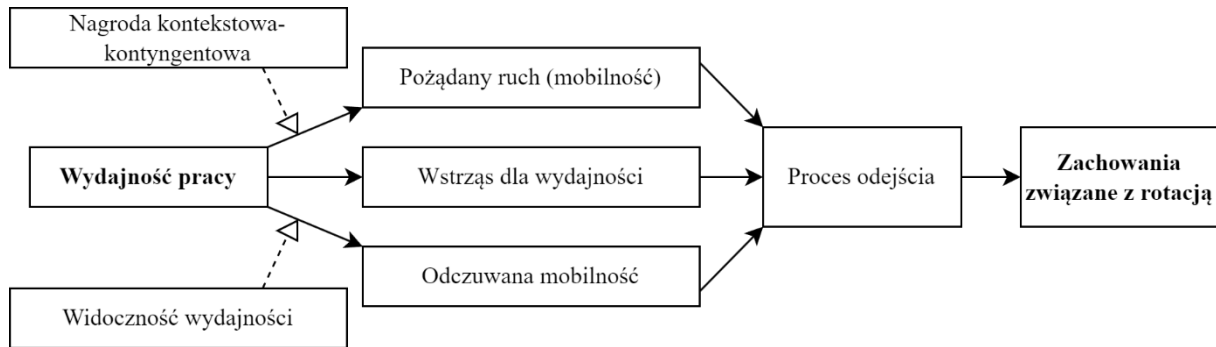 Nagroda kontekstowa-
kontyngentowa
Pożądany ruch (mobilność)
Wydajność pracy
Wstrząs dla wydajności
Proces odejścia
Zachowania
związane z rotacją
Odczuwana mobilność
Widoczność wydajności